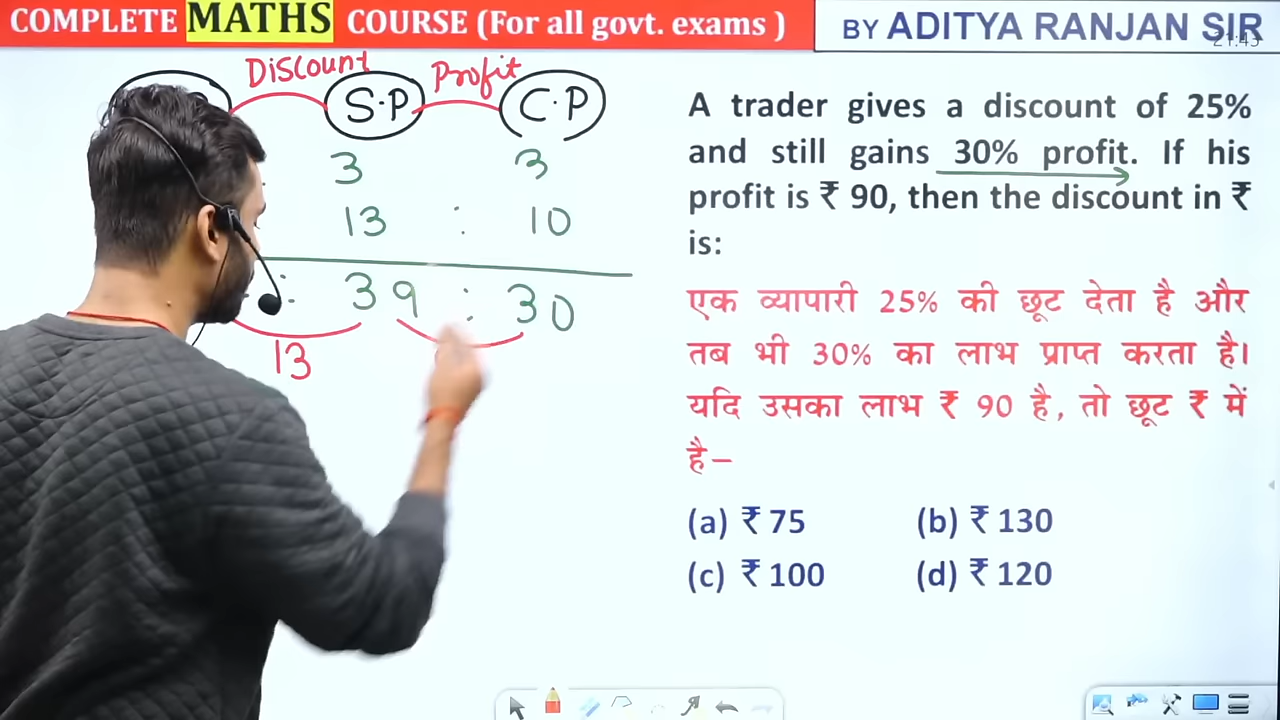 COMPLETE MATHS COURSE (For all govt. exams )
BY ADITYA RANJAN SIR
21:45
Discount Profit
S.P C.P
3 3
13 : 10
: 39 : 30
13
A trader gives a discount of 25%
and still gains 30% profit. If his
profit is ₹ 90, then the discount in ₹
is:
एक व्यापारी 25% की छूट देता है और
तब भी 30% का लाभ प्राप्त करता है।
यदि उसका लाभ ₹ 90 है, तो छूट ₹ में
है–
(a) ₹ 75 (b) ₹ 130
(c) ₹ 100 (d) ₹ 120